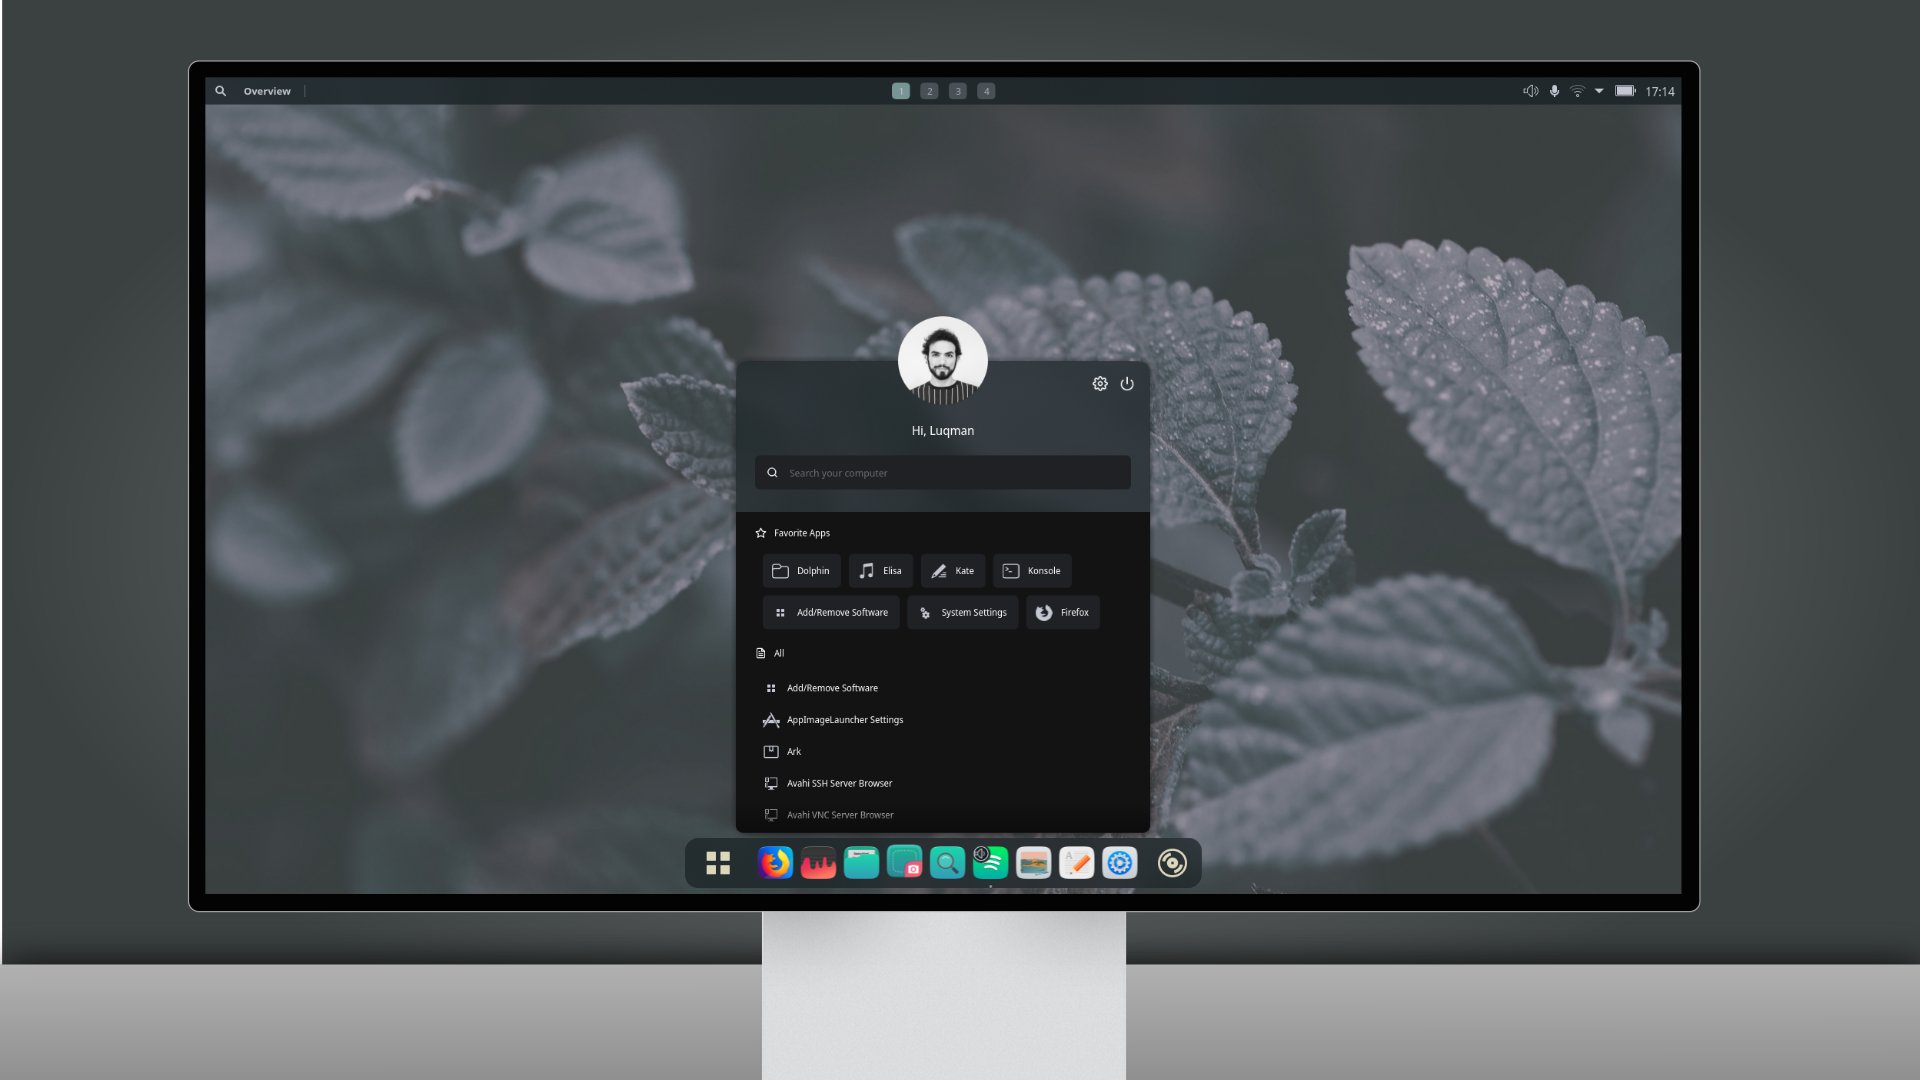 Overview
1 2 3 4
17:14
Hi, Luqman
Search your computer
Favorite Apps
Dolphin Elisa Kate Konsole
Add/Remove Software System Settings Firefox
All
Add/Remove Software
AppImageLauncher Settings
Ark
Avahi SSH Server Browser
Avahi VNC Server Browser